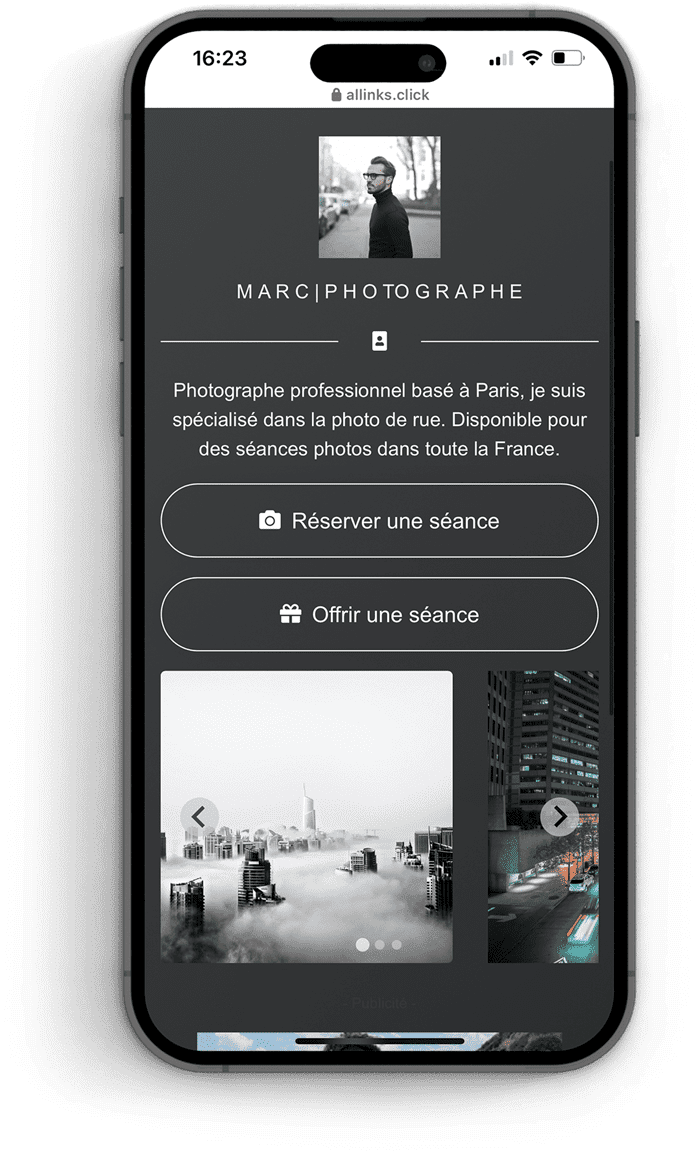 16:23
allinks.click
MARC|PHOTOGRAPHE
Photographe professionnel basé à Paris, je suis
spécialisé dans la photo de rue. Disponible pour
des séances photos dans toute la France.
Réserver une séance
Offrir une séance
- Publicité -